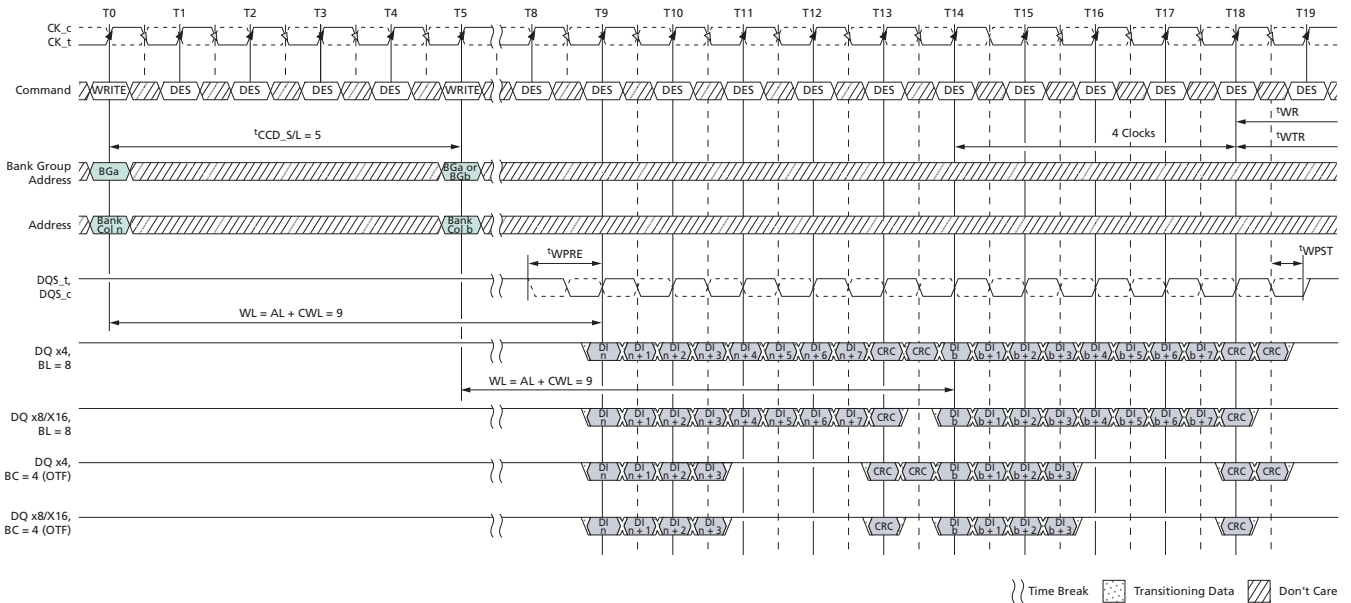 T0 T1 T2 T3 T4 T5 T8 T9 T10 T11 T12 T13 T14 T15 T16 T17 T18 T19
CK_c
CK_t
Command WRITE DES DES DES DES WRITE DES DES DES DES DES DES DES DES DES DES DES DES
tWR
tCCD_S/L = 5
4 Clocks
tWTR
Bank Group
Address
BGa
BGa or
BGb
Address
Bank
Col n
Bank
Col b
tWPRE
tWPST
DQS_t,
DQS_c
WL = AL + CWL = 9
DQ x4,
BL = 8
DI n DI n + 1 DI n + 2 DI n + 3 DI n + 4 DI n + 5 DI n + 6 DI n + 7 CRC CRC DI b DI b + 1 DI b + 2 DI b + 3 DI b + 4 DI b + 5 DI b + 6 DI b + 7 CRC CRC
WL = AL + CWL = 9
DQ x8/X16,
BL = 8
DI n DI n + 1 DI n + 2 DI n + 3 DI n + 4 DI n + 5 DI n + 6 DI n + 7 CRC DI b DI b + 1 DI b + 2 DI b + 3 DI b + 4 DI b + 5 DI b + 6 DI b + 7 CRC
DQ x4,
BC = 4 (OTF)
DI n DI n + 1 DI n + 2 DI n + 3 CRC CRC DI b DI b + 1 DI b + 2 DI b + 3 CRC CRC
DQ x8/X16,
BC = 4 (OTF)
DI n DI n + 1 DI n + 2 DI n + 3 CRC DI b DI b + 1 DI b + 2 DI b + 3 CRC
Time Break Transitioning Data Don't Care